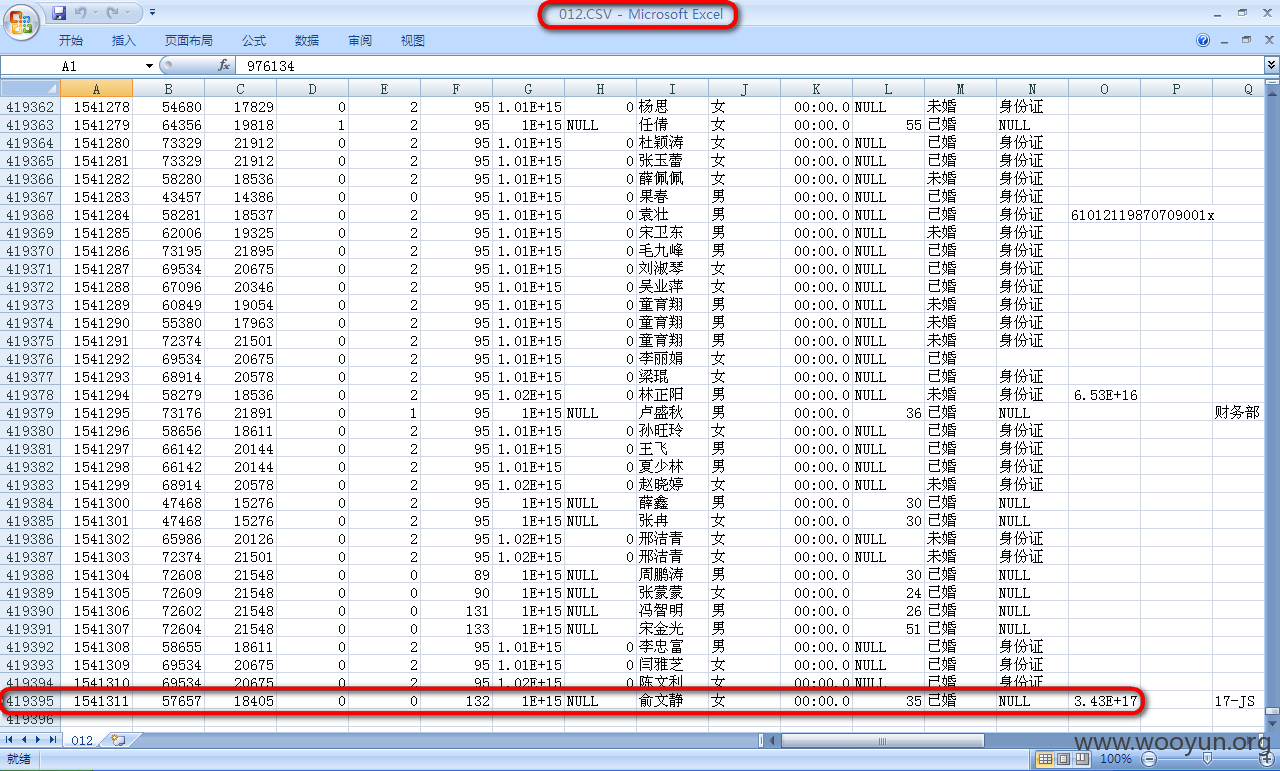 012.CSV - Microsoft Excel
开始 插入 页面布局 公式 数据 审阅 视图
A1 fx 976134
A B C D E F G H I J K L M N O P Q
419362 1541278 54680 17829 0 2 95 1.01E+15 0 杨思 女 00:00.0 NULL 未婚 身份证
419363 1541279 64356 19818 1 2 95 1E+15 NULL 任倩 女 00:00.0 55 已婚 NULL
419364 1541280 73329 21912 0 2 95 1.01E+15 0 杜颖涛 女 00:00.0 NULL 已婚 身份证
419365 1541281 73329 21912 0 2 95 1.01E+15 0 张玉蕾 女 00:00.0 NULL 已婚 身份证
419366 1541282 58280 18536 0 2 95 1.01E+15 0 薛佩佩 女 00:00.0 NULL 未婚 身份证
419367 1541283 43457 14386 0 0 95 1.01E+15 0 果春 男 00:00.0 NULL 已婚 身份证
419368 1541284 58281 18537 0 2 95 1.01E+15 0 袁壮 男 00:00.0 NULL 已婚 身份证 61012119870709001x
419369 1541285 62006 19325 0 2 95 1.01E+15 0 宋卫东 男 00:00.0 NULL 未婚 身份证
419370 1541286 73195 21895 0 2 95 1.01E+15 0 毛九峰 男 00:00.0 NULL 已婚 身份证
419371 1541287 69534 20675 0 2 95 1.01E+15 0 刘淑琴 女 00:00.0 NULL 已婚 身份证
419372 1541288 67096 20346 0 2 95 1.01E+15 0 吴业萍 女 00:00.0 NULL 已婚 身份证
419373 1541289 60849 19054 0 2 95 1.01E+15 0 童育翔 男 00:00.0 NULL 未婚 身份证
419374 1541290 55380 17963 0 2 95 1.01E+15 0 童育翔 男 00:00.0 NULL 未婚 身份证
419375 1541291 72374 21501 0 2 95 1.01E+15 0 童育翔 男 00:00.0 NULL 未婚 身份证
419376 1541292 69534 20675 0 2 95 1.01E+15 0 李丽娟 女 00:00.0 NULL 已婚
419377 1541293 68914 20578 0 2 95 1.01E+15 0 梁琨 女 00:00.0 NULL 已婚 身份证
419378 1541294 58279 18536 0 2 95 1.02E+15 0 林正阳 男 00:00.0 NULL 未婚 身份证 6.53E+16
419379 1541295 73176 21891 0 1 95 1E+15 NULL 卢盛秋 男 00:00.0 36 已婚 NULL 财务部
419380 1541296 58656 18611 0 2 95 1.01E+15 0 孙旺玲 女 00:00.0 NULL 已婚 身份证
419381 1541297 66142 20144 0 2 95 1.01E+15 0 王飞 男 00:00.0 NULL 已婚 身份证
419382 1541298 66142 20144 0 2 95 1.01E+15 0 夏少林 男 00:00.0 NULL 已婚 身份证
419383 1541299 68914 20578 0 2 95 1.02E+15 0 赵晓婷 女 00:00.0 NULL 未婚 身份证
419384 1541300 47468 15276 0 2 95 1E+15 NULL 薛鑫 男 00:00.0 30 已婚 NULL
419385 1541301 47468 15276 0 2 95 1E+15 NULL 张冉 女 00:00.0 30 已婚 NULL
419386 1541302 65986 20126 0 2 95 1.02E+15 0 邢洁青 女 00:00.0 NULL 未婚 身份证
419387 1541303 72374 21501 0 2 95 1.02E+15 0 邢洁青 女 00:00.0 NULL 未婚 身份证
419388 1541304 72608 21548 0 0 89 1E+15 NULL 周鹏涛 男 00:00.0 30 已婚 NULL
419389 1541305 72609 21548 0 0 90 1E+15 NULL 张蒙蒙 女 00:00.0 24 已婚 NULL
419390 1541306 72602 21548 0 0 131 1E+15 NULL 冯智明 男 00:00.0 26 已婚 NULL
419391 1541307 72604 21548 0 0 133 1E+15 NULL 宋金光 男 00:00.0 51 已婚 NULL
419392 1541308 58655 18611 0 2 95 1.01E+15 0 李忠富 男 00:00.0 NULL 已婚 身份证
419393 1541309 69534 20675 0 2 95 1.01E+15 0 闫雅芝 女 00:00.0 NULL 已婚 身份证
419394 1541310 69534 20675 0 2 95 1.02E+15 0 陈文利 女 00:00.0 NULL 已婚 身份证
419395 1541311 57657 18405 0 0 132 1E+15 NULL 俞文静 女 00:00.0 35 已婚 NULL 3.43E+17 17-JS
419396
012
www.wooyun.org
就绪 100%